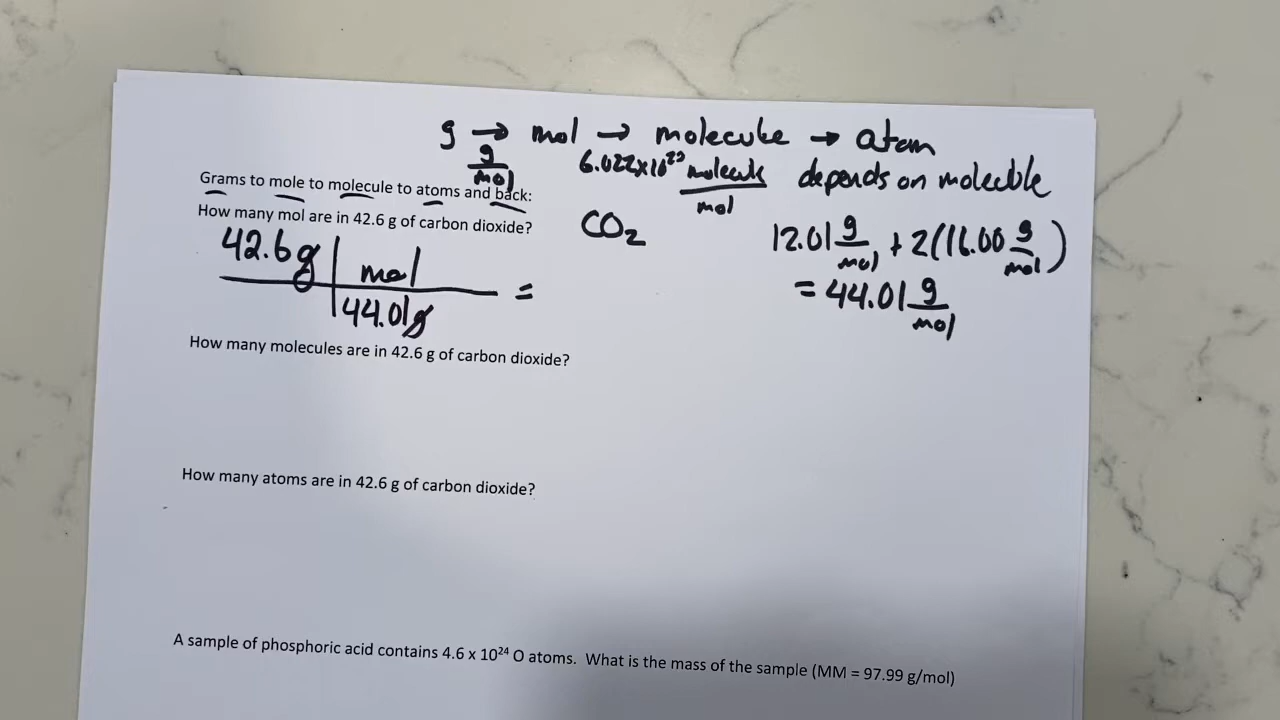 g → mol → molecule → atom
g/mol 6.022x10²³ molecule/mol depends on molecule
Grams to mole to molecule to atoms and back:
How many mol are in 42.6 g of carbon dioxide?
CO₂ 12.01 g/mol + 2(16.00 g/mol)
42.6g | mol / 44.01g =
= 44.01 g/mol
How many molecules are in 42.6 g of carbon dioxide?
How many atoms are in 42.6 g of carbon dioxide?
A sample of phosphoric acid contains 4.6 x 10²⁴ O atoms. What is the mass of the sample (MM = 97.99 g/mol)